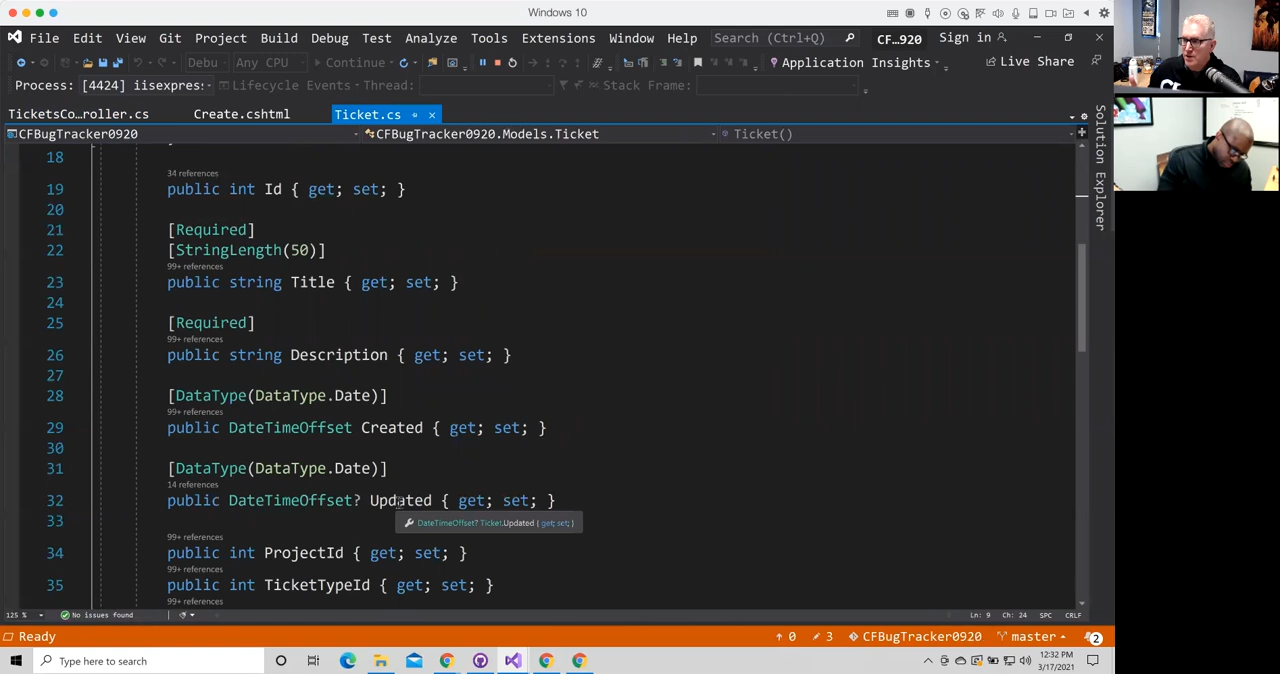 Windows 10
File Edit View Git Project Build Debug Test Analyze Tools Extensions Window Help Search (Ctrl+Q) CF...920 Sign in
Debu Any CPU Continue Application Insights Live Share
Process: [4424] iisexpres: Lifecycle Events Thread: Stack Frame:
TicketsCo...roller.cs Create.cshtml Ticket.cs
CFBugTracker0920 CFBugTracker0920.Models.Ticket Ticket()
Solution Explorer
18
34 references
19 public int Id { get; set; }
20
21 [Required]
22 [StringLength(50)]
99+ references
23 public string Title { get; set; }
24
25 [Required]
99+ references
26 public string Description { get; set; }
27
28 [DataType(DataType.Date)]
99+ references
29 public DateTimeOffset Created { get; set; }
30
31 [DataType(DataType.Date)]
14 references
32 public DateTimeOffset? Updated { get; set; }
DateTimeOffset? Ticket.Updated { get; set; }
33
99+ references
34 public int ProjectId { get; set; }
99+ references
35 public int TicketTypeId { get; set; }
99+ references
125 % No issues found Ln: 9 Ch: 24 SPC CRLF
Ready 0 3 CFBugTracker0920 master 2
Type here to search 12:32 PM
3/17/2021